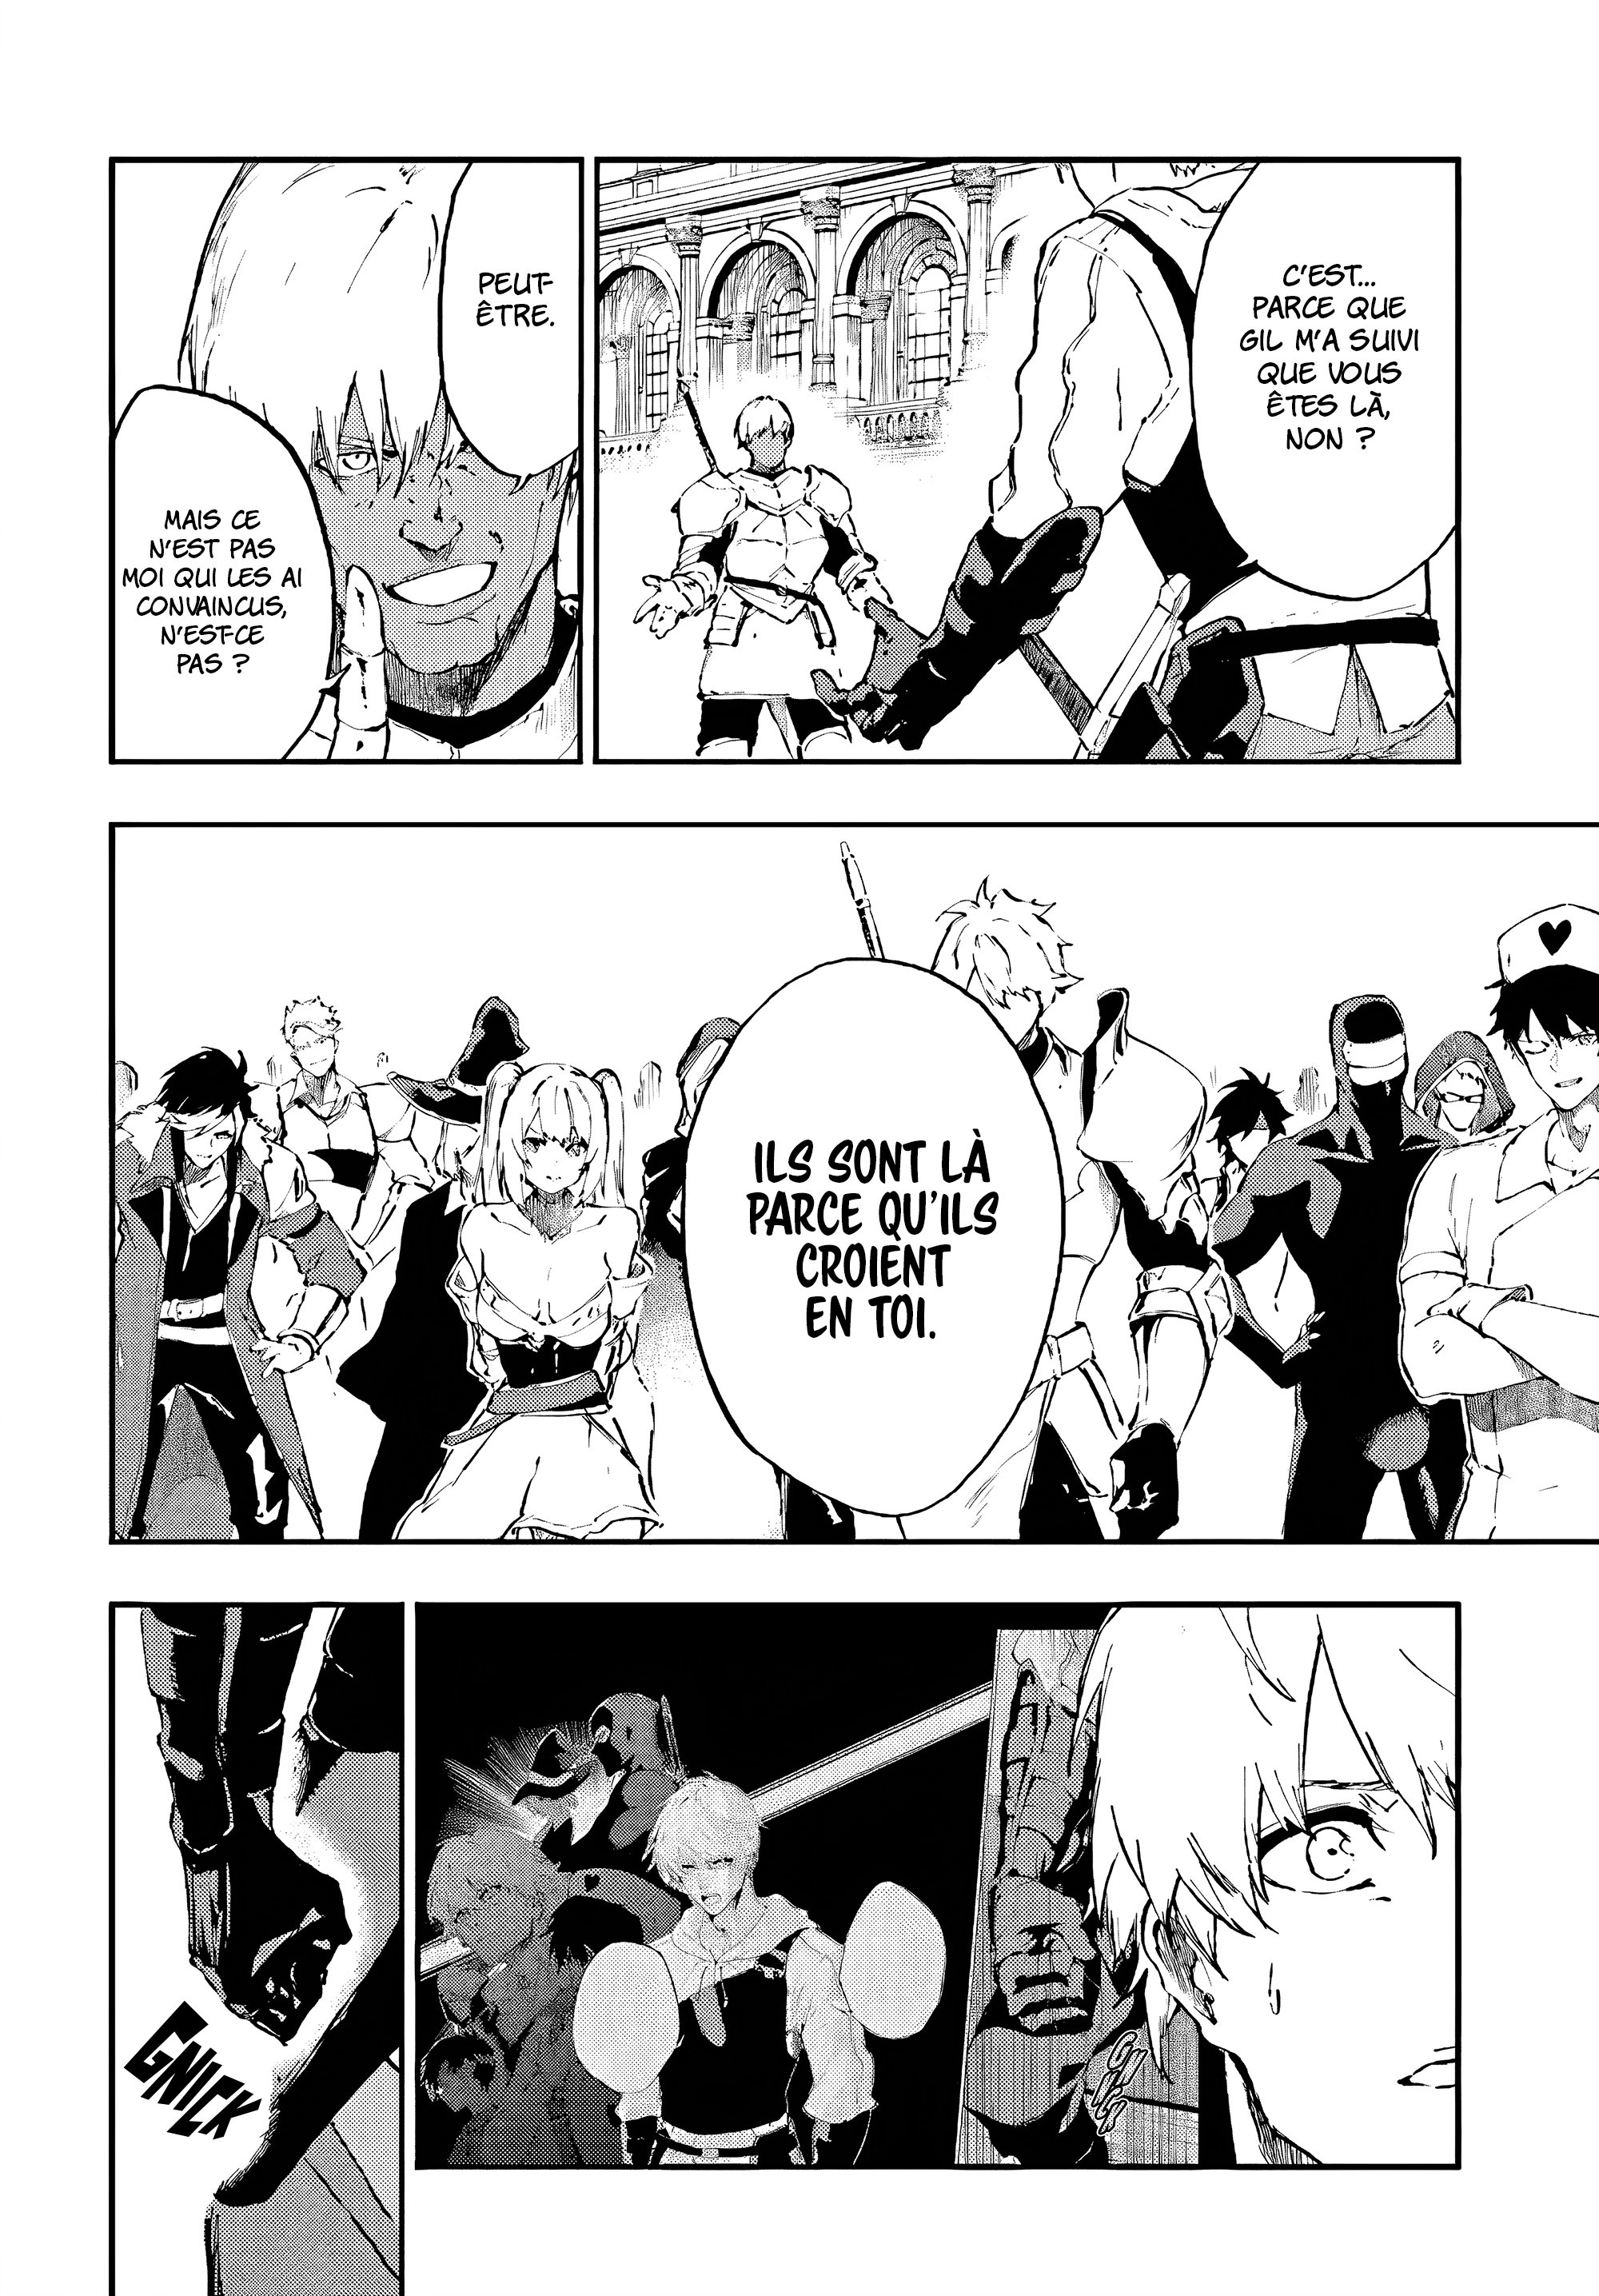 C'EST...
PARCE QUE
GIL M'A SUIVI
QUE VOUS
ÊTES LÀ,
NON ?
PEUT-
ÊTRE.
MAIS CE
N'EST PAS
MOI QUI LES AI
CONVAINCUS,
N'EST-CE
PAS ?
ILS SONT LÀ
PARCE QU'ILS
CROIENT
EN TOI.
GNICK